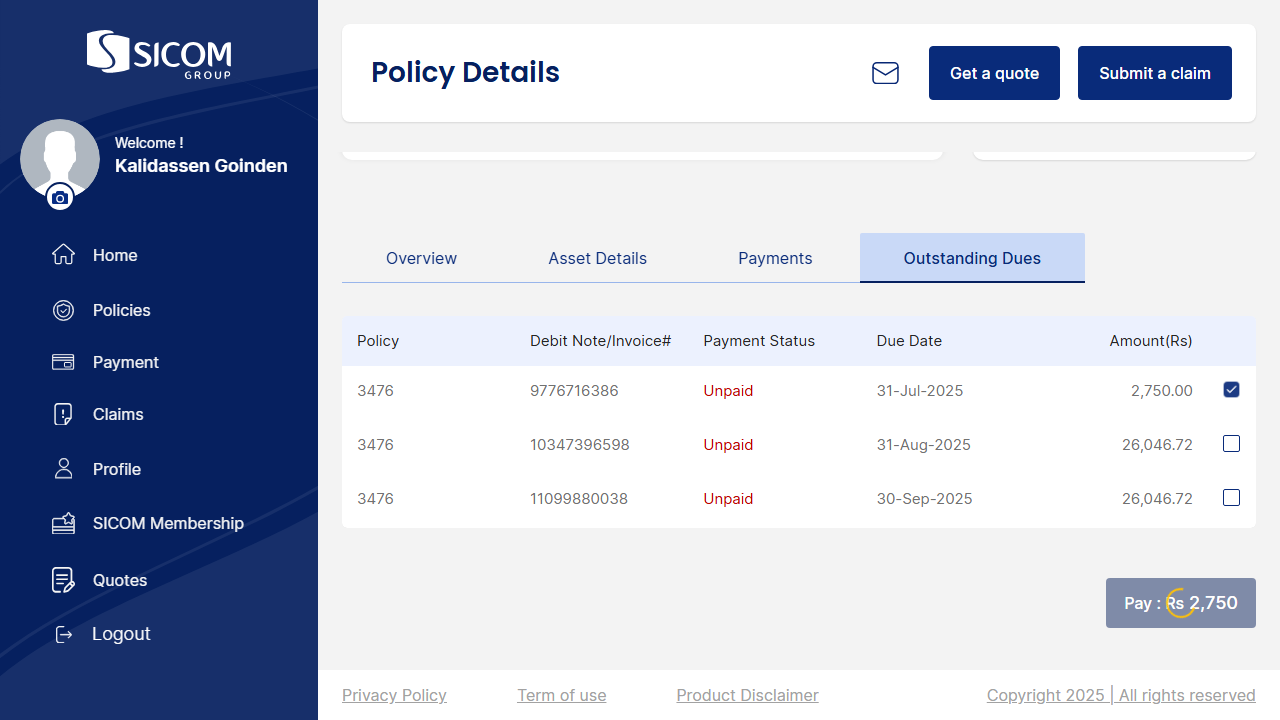 SICOM
GROUP
Welcome !
Kalidassen Goinden
Home
Policies
Payment
Claims
Profile
SICOM Membership
Quotes
Logout
Policy Details
Get a quote
Submit a claim
Overview Asset Details Payments Outstanding Dues
Policy Debit Note/Invoice# Payment Status Due Date Amount(Rs)
3476 9776716386 Unpaid 31-Jul-2025 2,750.00
3476 10347396598 Unpaid 31-Aug-2025 26,046.72
3476 11099880038 Unpaid 30-Sep-2025 26,046.72
Pay : Rs 2,750
Privacy Policy Term of use Product Disclaimer Copyright 2025 | All rights reserved